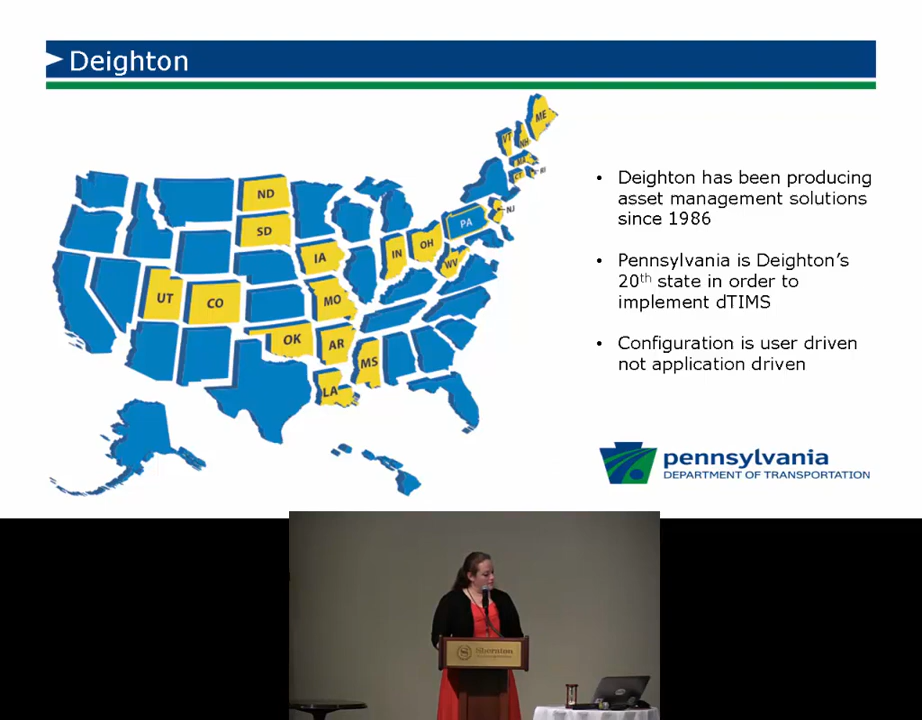 Deighton
ME
VT
NH
MA
CT
RI
ND
SD
IA
UT
CO
MO
OK
AR
MS
LA
IN
OH
WV
PA
NJ
• Deighton has been producing
asset management solutions
since 1986
• Pennsylvania is Deighton's
20th state in order to
implement dTIMS
• Configuration is user driven
not application driven
pennsylvania
DEPARTMENT OF TRANSPORTATION
Sheraton